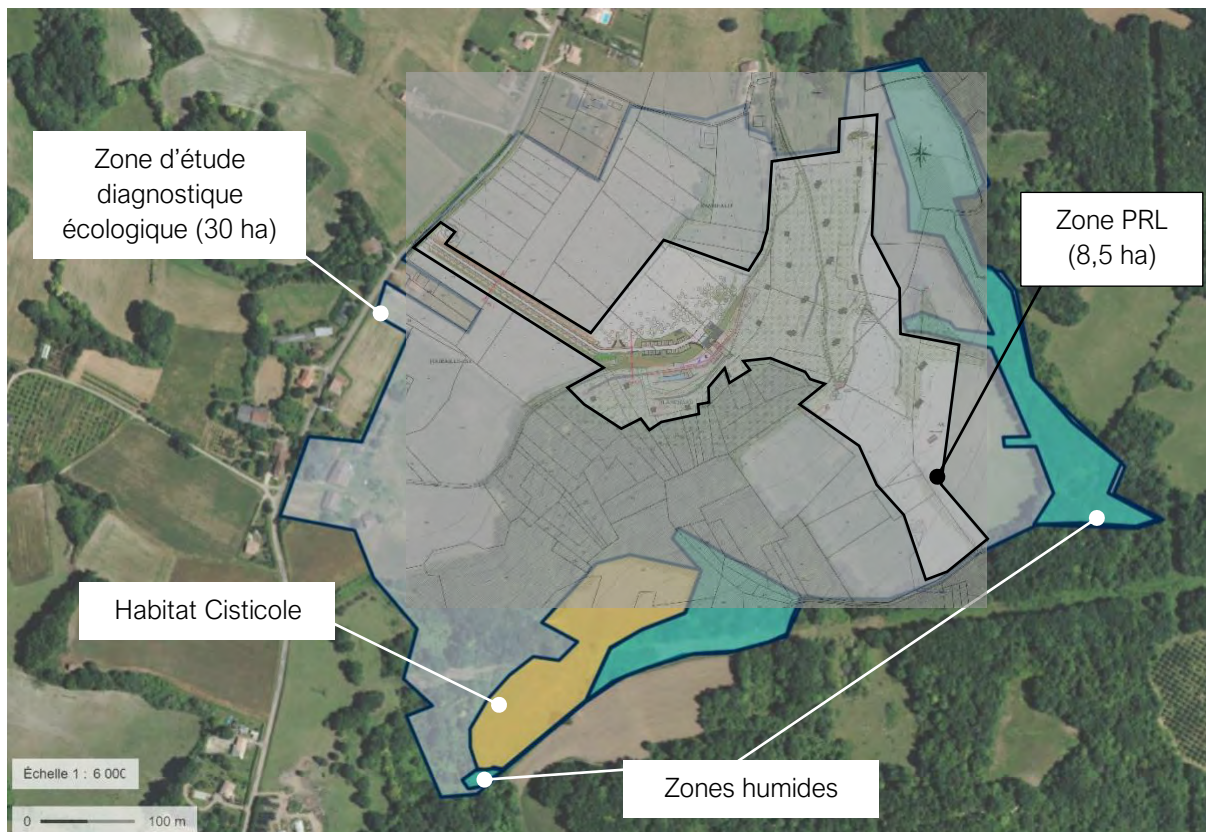 Zone d'étude
diagnostique
écologique (30 ha)
Zone PRL
(8,5 ha)
Habitat Cisticole
Zones humides
Échelle 1 : 6 000
0 100 m